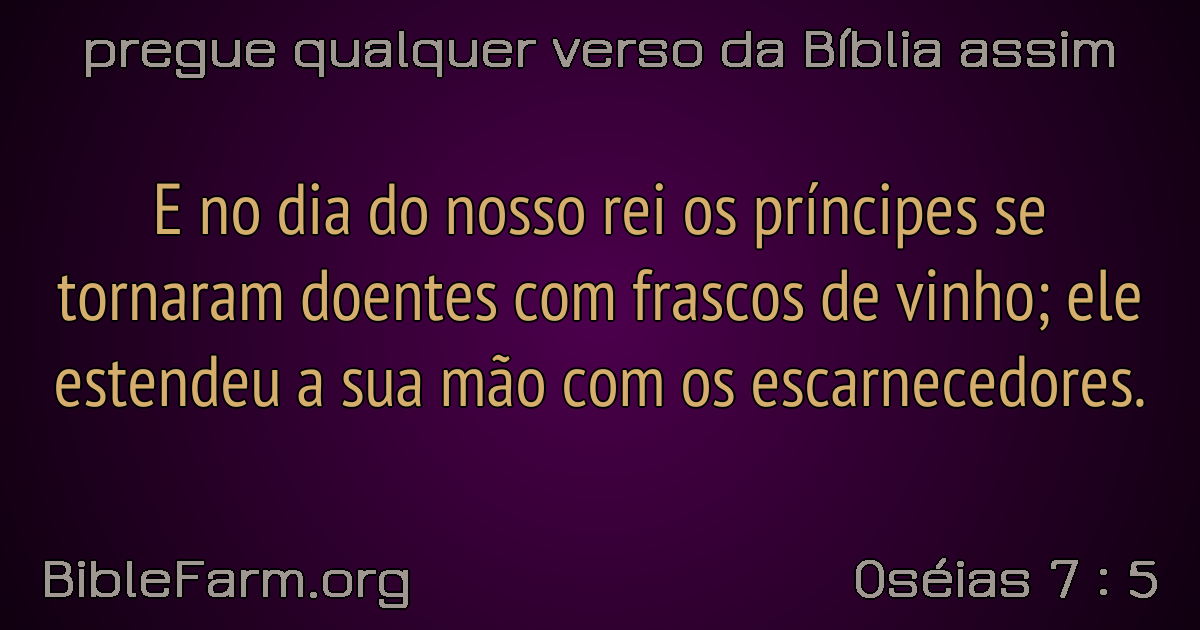 pregue qualquer verso da Bíblia assim
E no dia do nosso rei os príncipes se
tornaram doentes com frascos de vinho; ele
estendeu a sua mão com os escarnecedores.
BibleFarm.org
Oséias 7 : 5